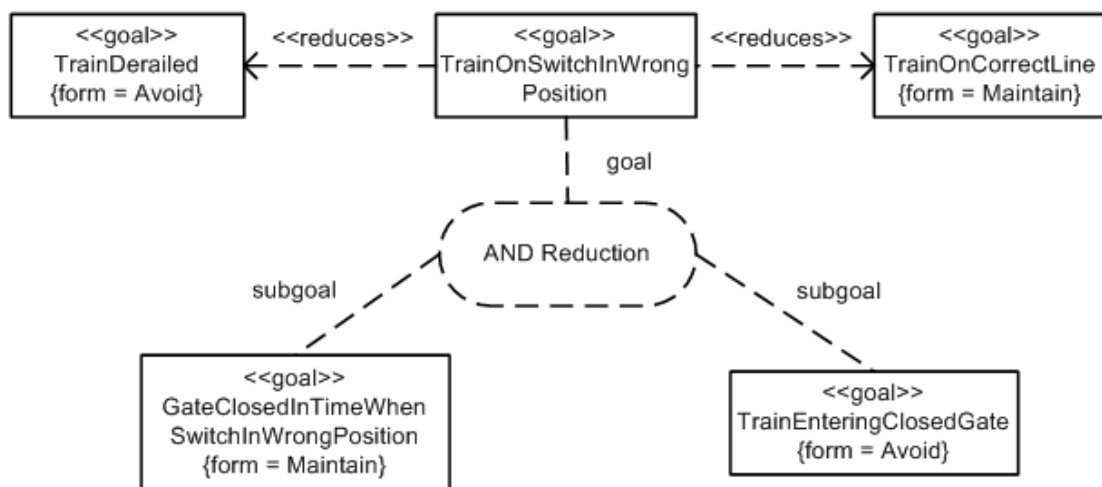 <<goal>>
TrainDerailed
{form = Avoid}
<<reduces>>
<<goal>>
TrainOnSwitchInWrong
Position
<<reduces>>
<<goal>>
TrainOnCorrectLine
{form = Maintain}
goal
AND Reduction
subgoal
subgoal
<<goal>>
GateClosedInTimeWhen
SwitchInWrongPosition
{form = Maintain}
<<goal>>
TrainEnteringClosedGate
{form = Avoid}